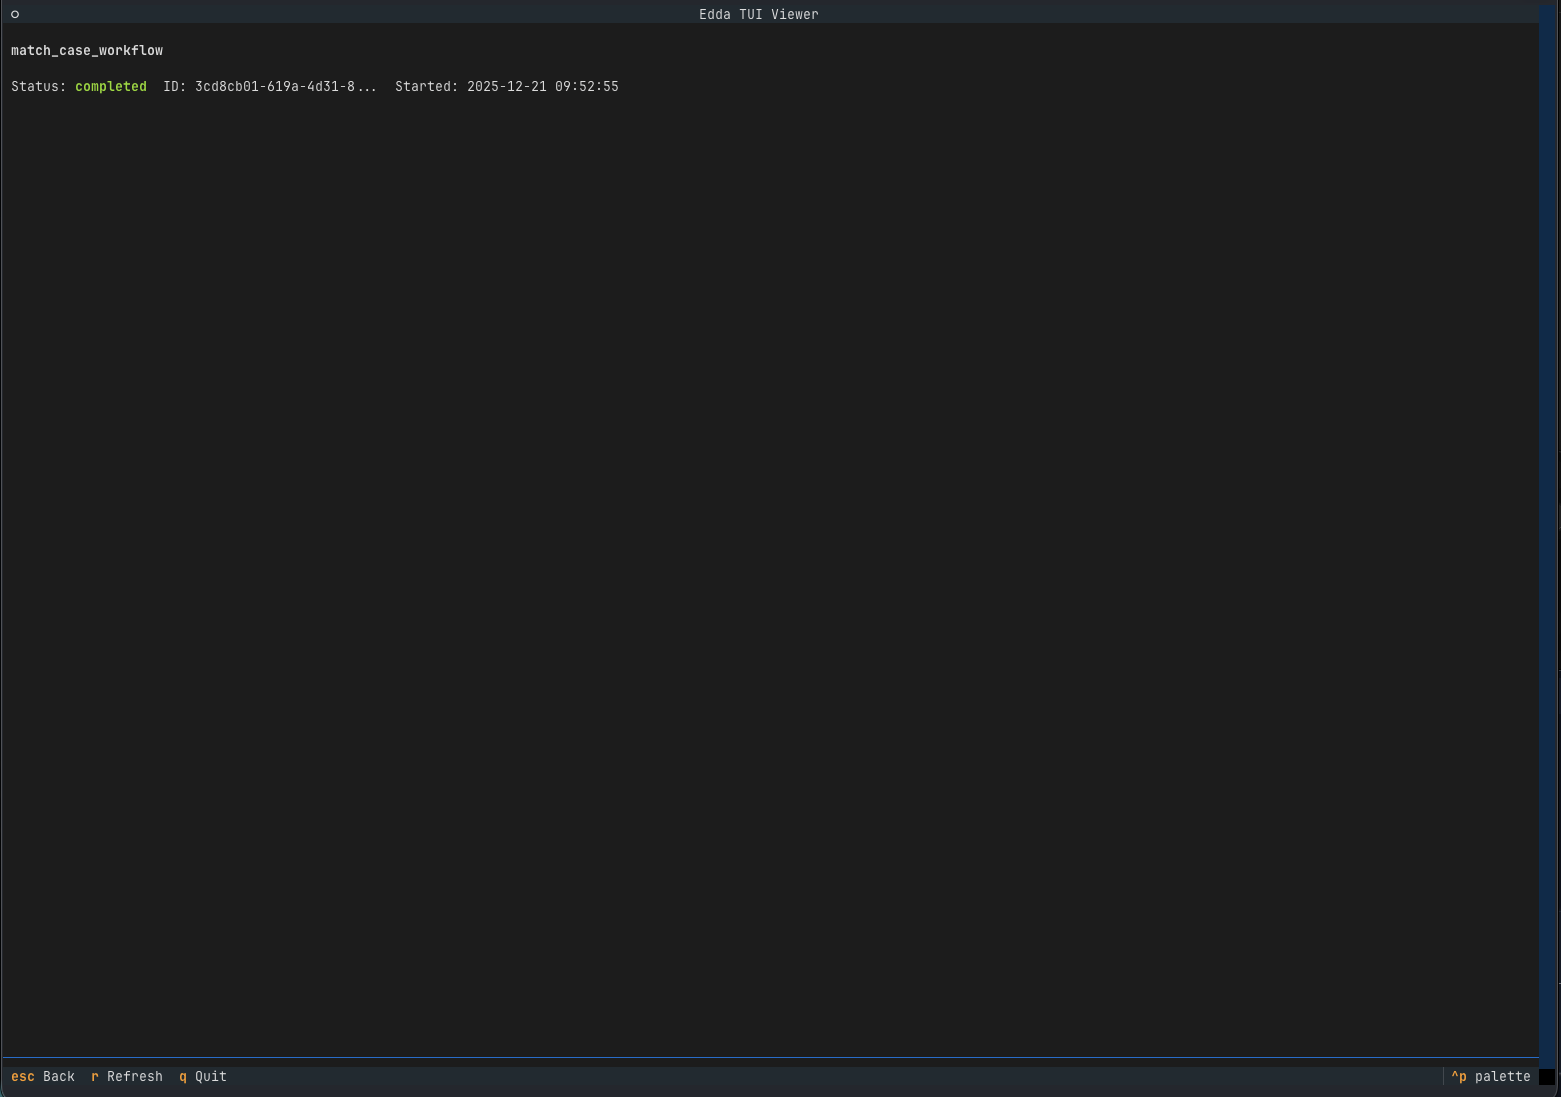 Edda TUI Viewer
match_case_workflow
Status: completed  ID: 3cd8cb01-619a-4d31-8...  Started: 2025-12-21 09:52:55
esc Back  r Refresh  q Quit  ^p palette